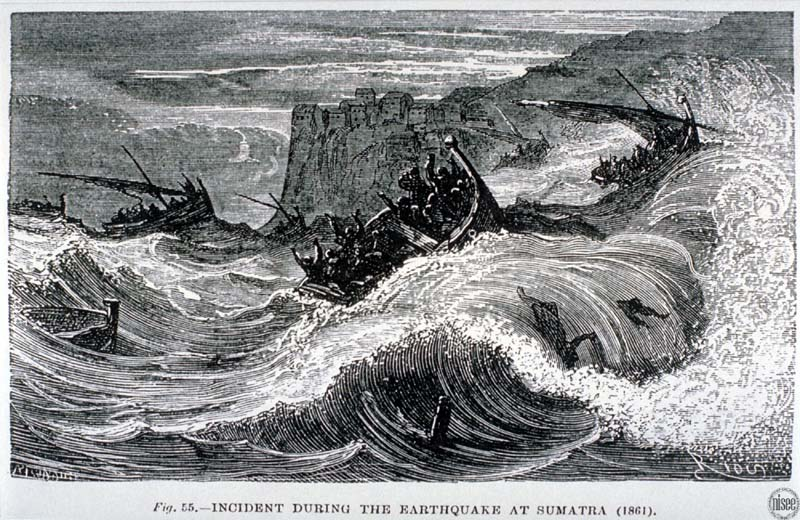 Fig. 55.—INCIDENT DURING THE EARTHQUAKE AT SUMATRA (1861).
nisee